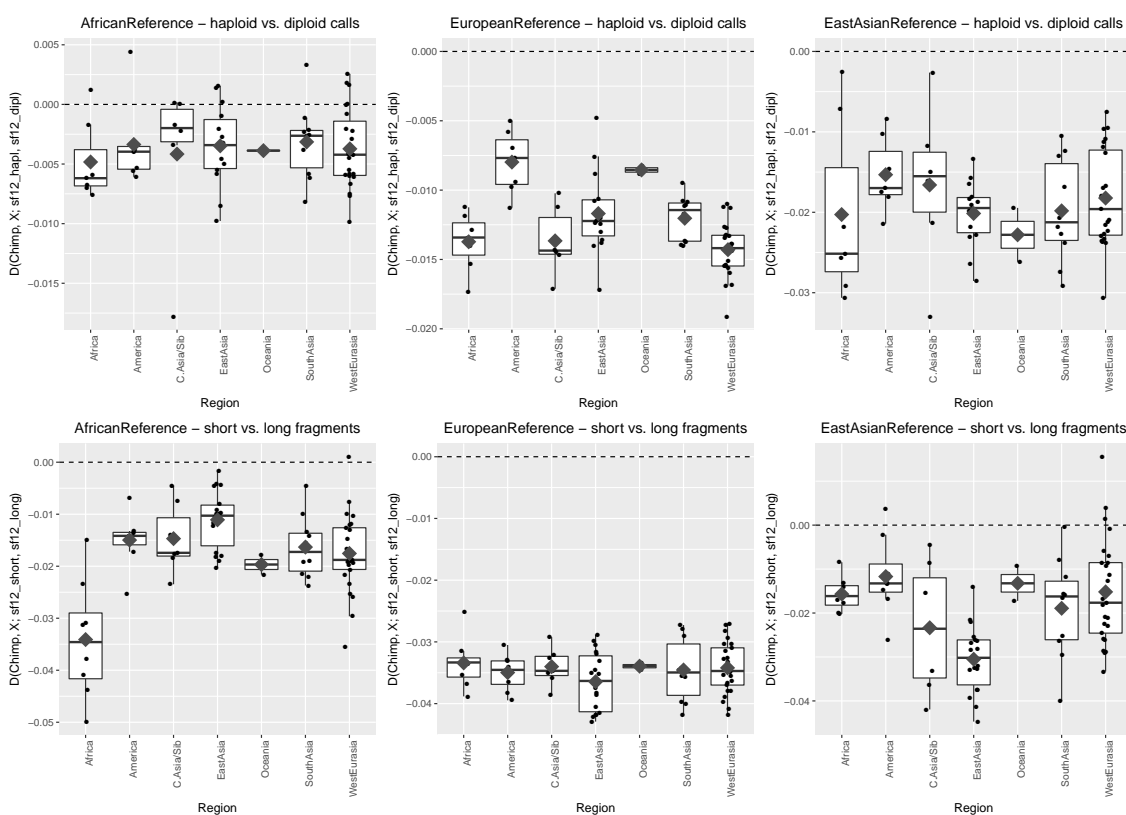 AfricanReference − haploid vs. diploid calls
D(Chimp, X; sf12_hapl, sf12_dipl)
0.005
0.000
−0.005
−0.010
−0.015
Africa
America
C.Asia/Sib
EastAsia
Oceania
SouthAsia
WestEurasia
Region
EuropeanReference − haploid vs. diploid calls
D(Chimp, X; sf12_hapl, sf12_dipl)
0.000
−0.005
−0.010
−0.015
−0.020
Africa
America
C.Asia/Sib
EastAsia
Oceania
SouthAsia
WestEurasia
Region
EastAsianReference − haploid vs. diploid calls
D(Chimp, X; sf12_hapl, sf12_dipl)
0.00
−0.01
−0.02
−0.03
Africa
America
C.Asia/Sib
EastAsia
Oceania
SouthAsia
WestEurasia
Region
AfricanReference − short vs. long fragments
D(Chimp, X; sf12_short, sf12_long)
0.00
−0.01
−0.02
−0.03
−0.04
−0.05
Africa
America
C.Asia/Sib
EastAsia
Oceania
SouthAsia
WestEurasia
Region
EuropeanReference − short vs. long fragments
D(Chimp, X; sf12_short, sf12_long)
0.00
−0.01
−0.02
−0.03
−0.04
Africa
America
C.Asia/Sib
EastAsia
Oceania
SouthAsia
WestEurasia
Region
EastAsianReference − short vs. long fragments
D(Chimp, X; sf12_short, sf12_long)
0.00
−0.02
−0.04
Africa
America
C.Asia/Sib
EastAsia
Oceania
SouthAsia
WestEurasia
Region